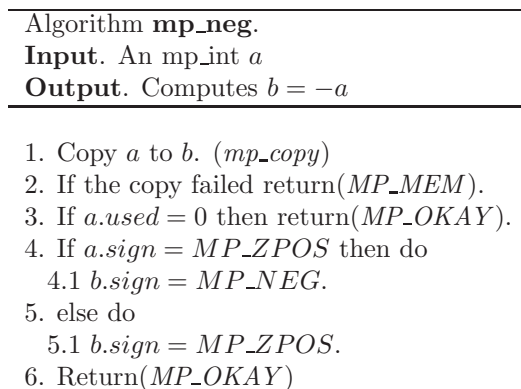 Algorithm mp_neg.
Input. An mp_int a
Output. Computes b = −a
1. Copy a to b. (mp_copy)
2. If the copy failed return(MP_MEM).
3. If a.used = 0 then return(MP_OKAY).
4. If a.sign = MP_ZPOS then do
4.1 b.sign = MP_NEG.
5. else do
5.1 b.sign = MP_ZPOS.
6. Return(MP_OKAY)